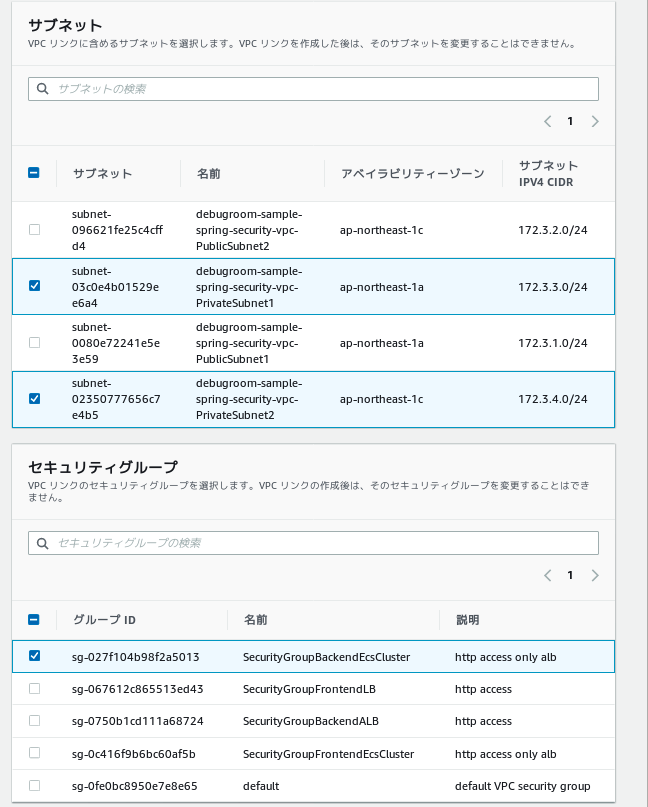 サブネット
VPC リンクに含めるサブネットを選択します。VPC リンクを作成した後は、そのサブネットを変更することはできません。
サブネットの検索
1
サブネット 名前 アベイラビリティーゾーン サブネット
IPV4 CIDR
subnet-
096621fe25c4cff
d4
debugroom-sample-
spring-security-vpc-
PublicSubnet2
ap-northeast-1c
172.3.2.0/24
subnet-
03c0e4b01529e
e6a4
debugroom-sample-
spring-security-vpc-
PrivateSubnet1
ap-northeast-1a
172.3.3.0/24
subnet-
0080e72241e5e
3e59
debugroom-sample-
spring-security-vpc-
PublicSubnet1
ap-northeast-1a
172.3.1.0/24
subnet-
02350777656c7
e4b5
debugroom-sample-
spring-security-vpc-
PrivateSubnet2
ap-northeast-1c
172.3.4.0/24
セキュリティグループ
VPC リンクのセキュリティグループを選択します。VPC リンクの作成後は、そのセキュリティグループを変更することはでき
ません。
セキュリティグループの検索
1
グループ ID 名前 説明
sg-027f104b98f2a5013 SecurityGroupBackendEcsCluster http access only alb
sg-067612c865513ed43 SecurityGroupFrontendLB http access
sg-0750b1cd111a68724 SecurityGroupBackendALB http access
sg-0c416f9b6bc60af5b SecurityGroupFrontendEcsCluster http access only alb
sg-0fe0bc8950e7e8e65 default default VPC security group